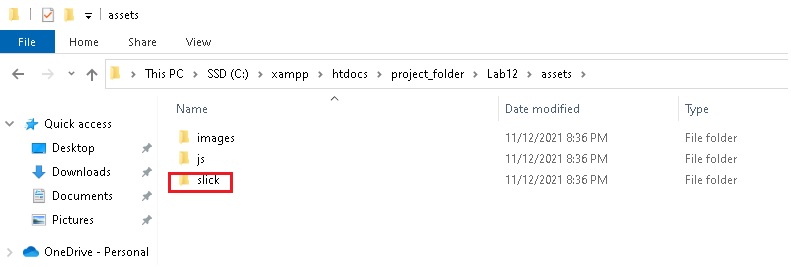 assets
File Home Share View
This PC SSD (C:) xampp htdocs project_folder Lab12 assets
Name Date modified Type
Quick access
Desktop
Downloads
Documents
Pictures
OneDrive - Personal
images 11/12/2021 8:36 PM File folder
js 11/12/2021 8:36 PM File folder
slick 11/12/2021 8:36 PM File folder